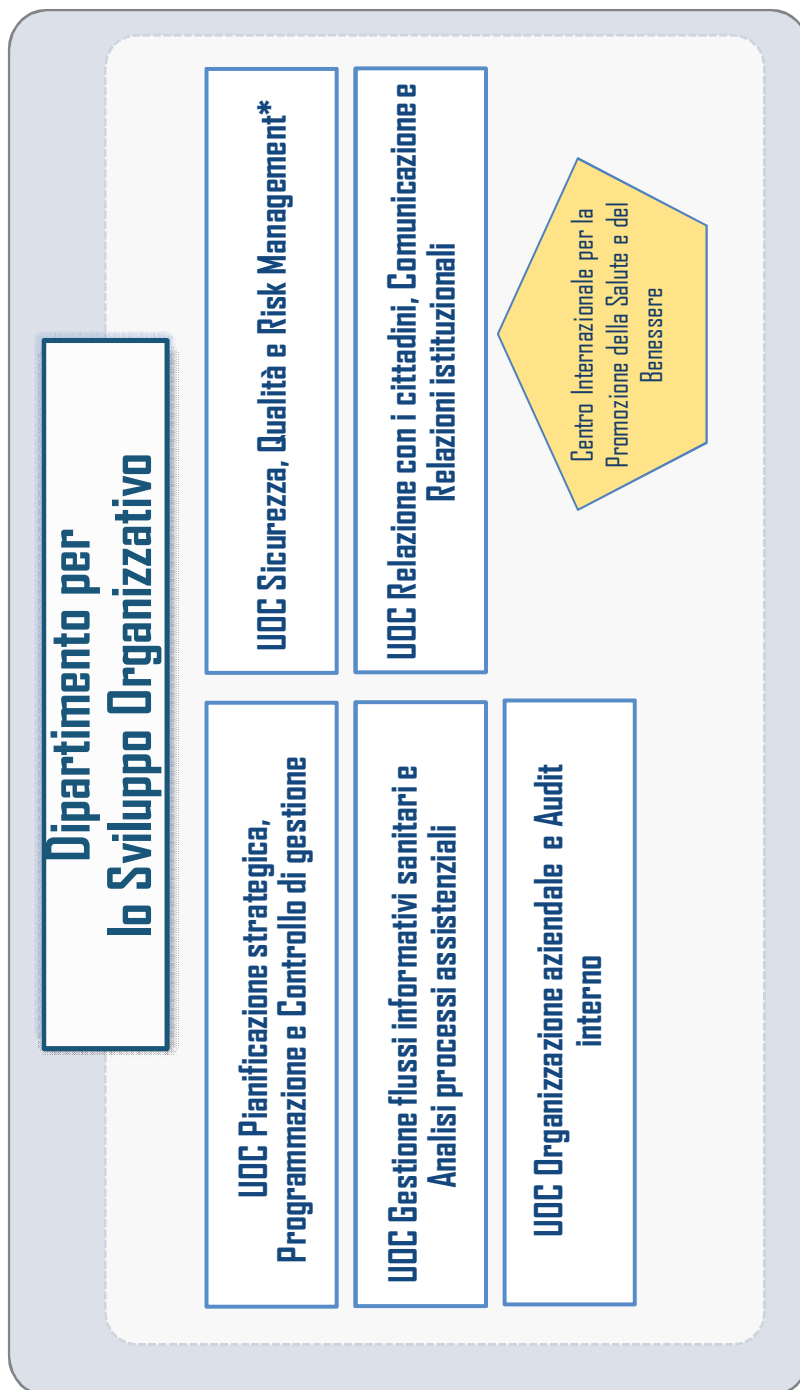 Dipartimento per
lo Sviluppo Organizzativo
UOC Pianificazione strategica,
Programmazione e Controllo di gestione
UOC Sicurezza, Qualità e Risk Management*
UOC Gestione flussi informativi sanitari e
Analisi processi assistenziali
UOC Relazione con i cittadini, Comunicazione e
Relazioni istituzionali
UOC Organizzazione aziendale e Audit
interno
Centro Internazionale per la
Promozione della Salute e del
Benessere